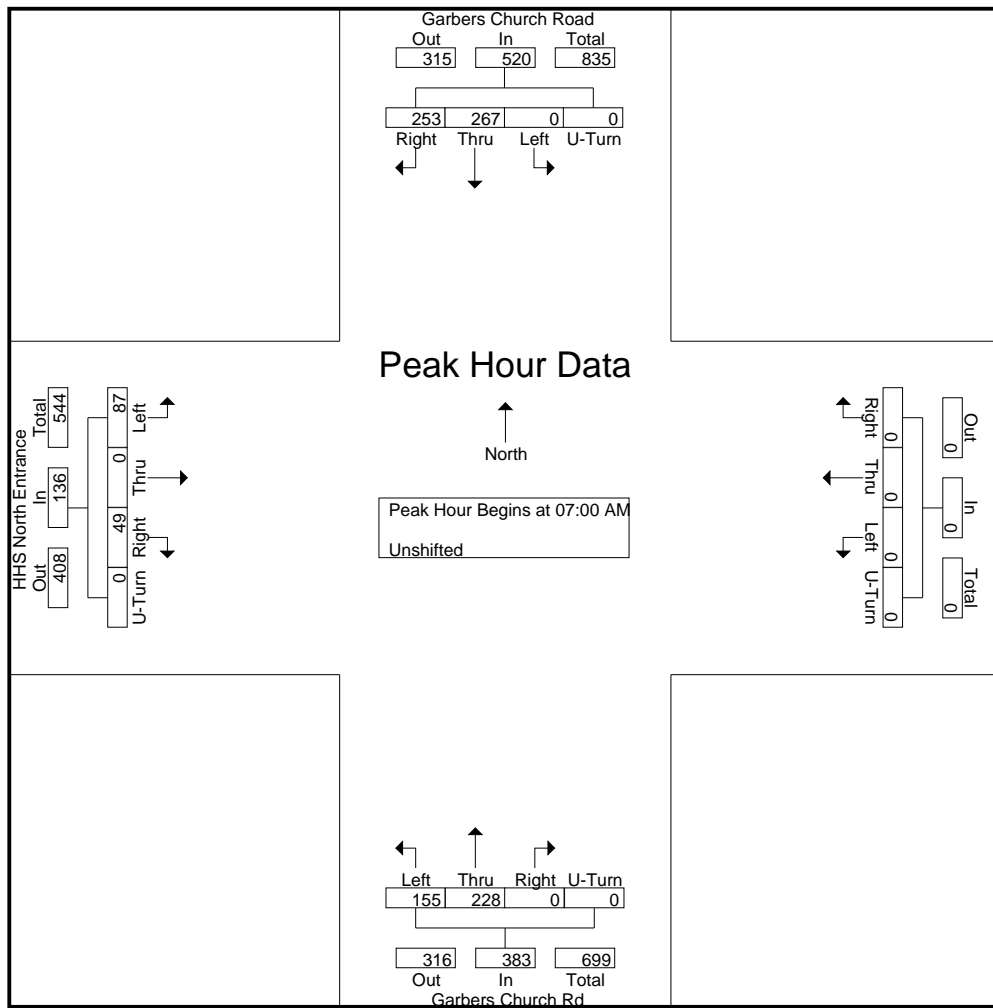 Garbers Church Road
Out In Total
315 520 835
253 267 0 0
Right Thru Left U-Turn
Peak Hour Data
North
Peak Hour Begins at 07:00 AM
Unshifted
HHS North Entrance
Out In Total
408 136 544
0 49 0 87
U-Turn Right Thru Left
Out In Total
0 0 0
0 0 0 0
Right Thru Left U-Turn
Left Thru Right U-Turn
155 228 0 0
316 383 699
Out In Total
Garbers Church Rd